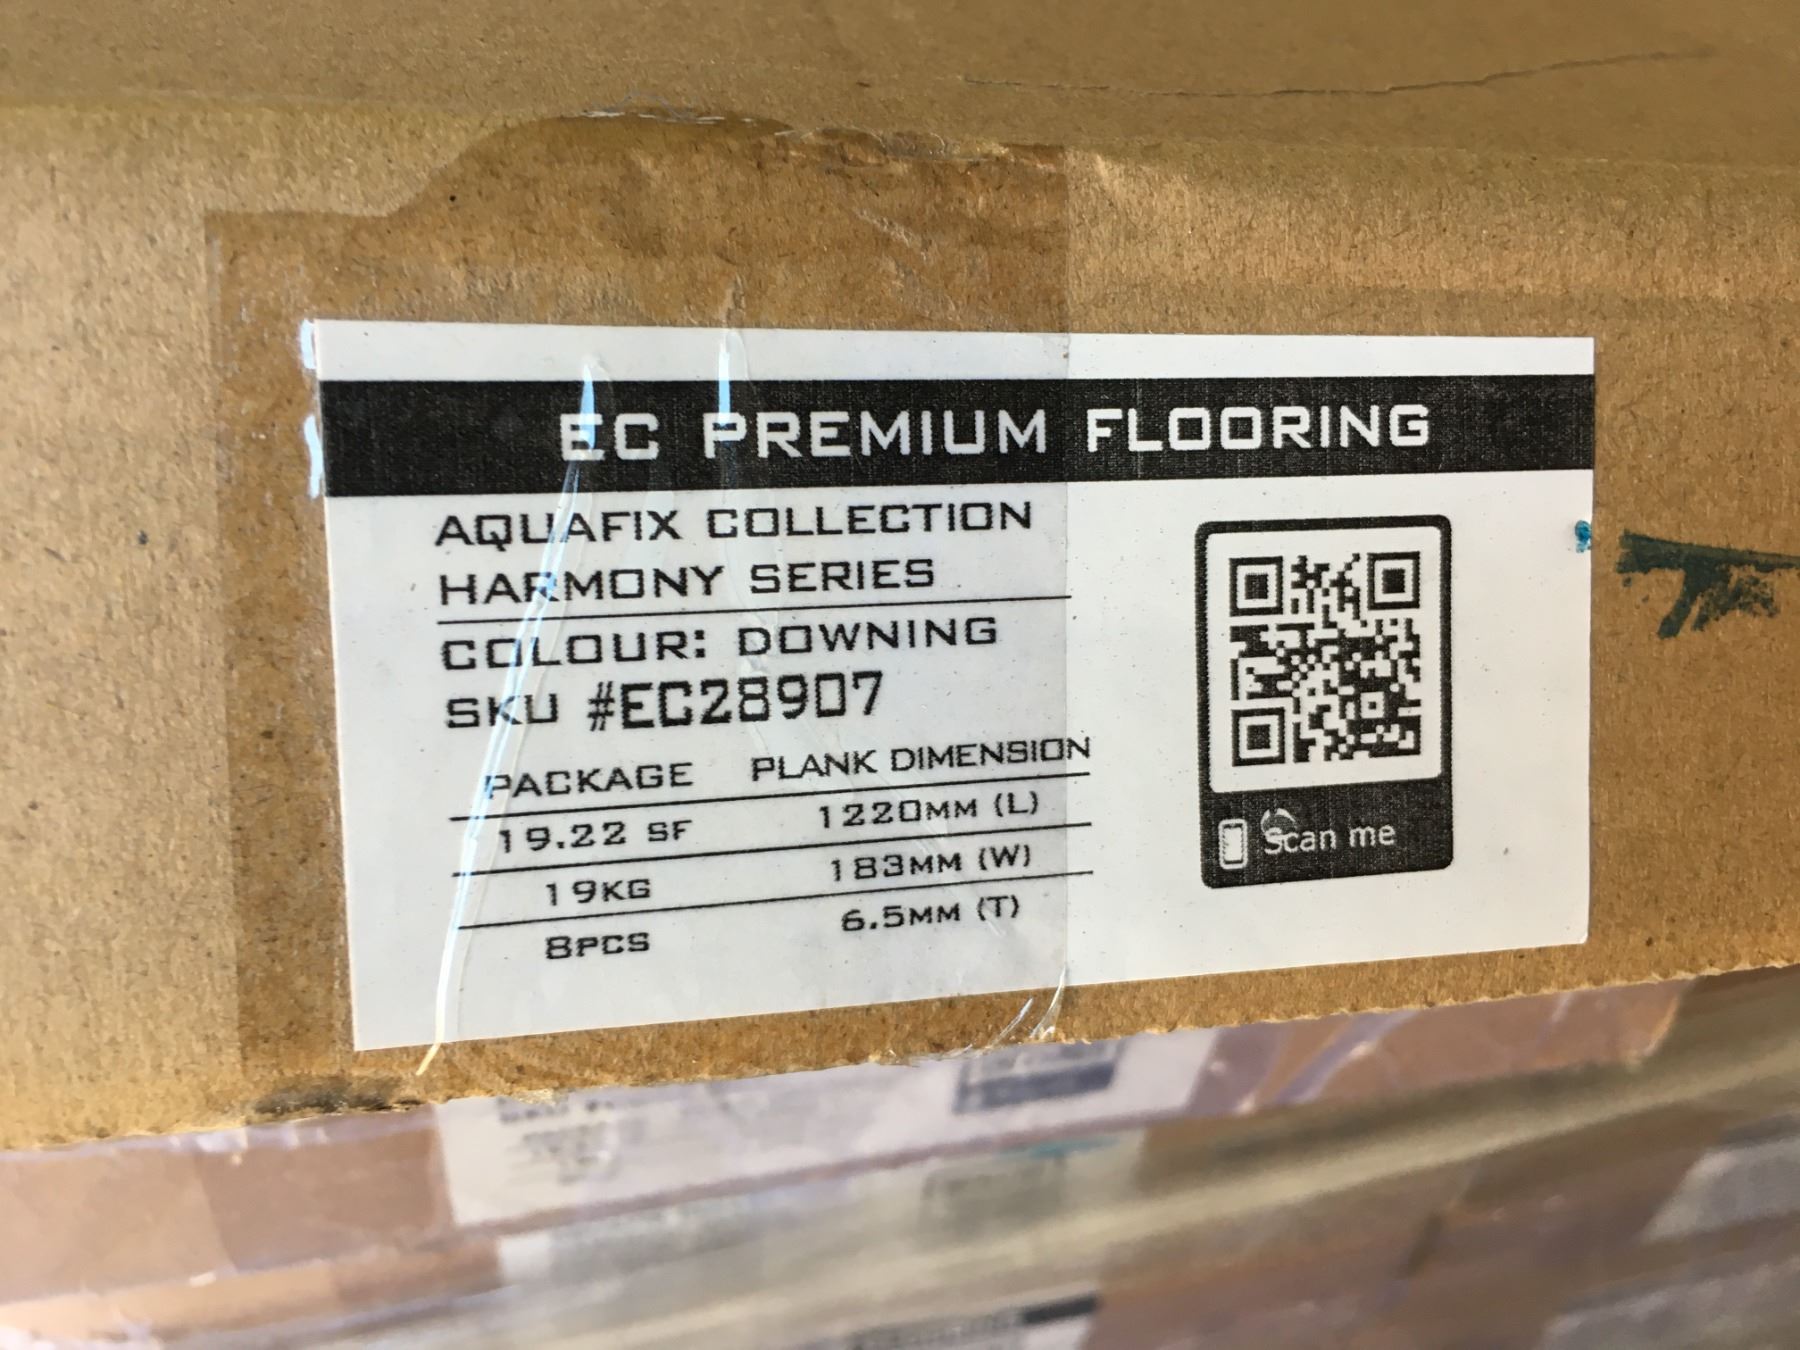 EC PREMIUM FLOORING
AQUAFIX COLLECTION
HARMONY SERIES
COLOUR: DOWNING
SKU #EC28907
PACKAGE PLANK DIMENSION
19.22 SF 1220MM (L)
19KG 183MM (W)
8PCS 6.5MM (T)
Scan me